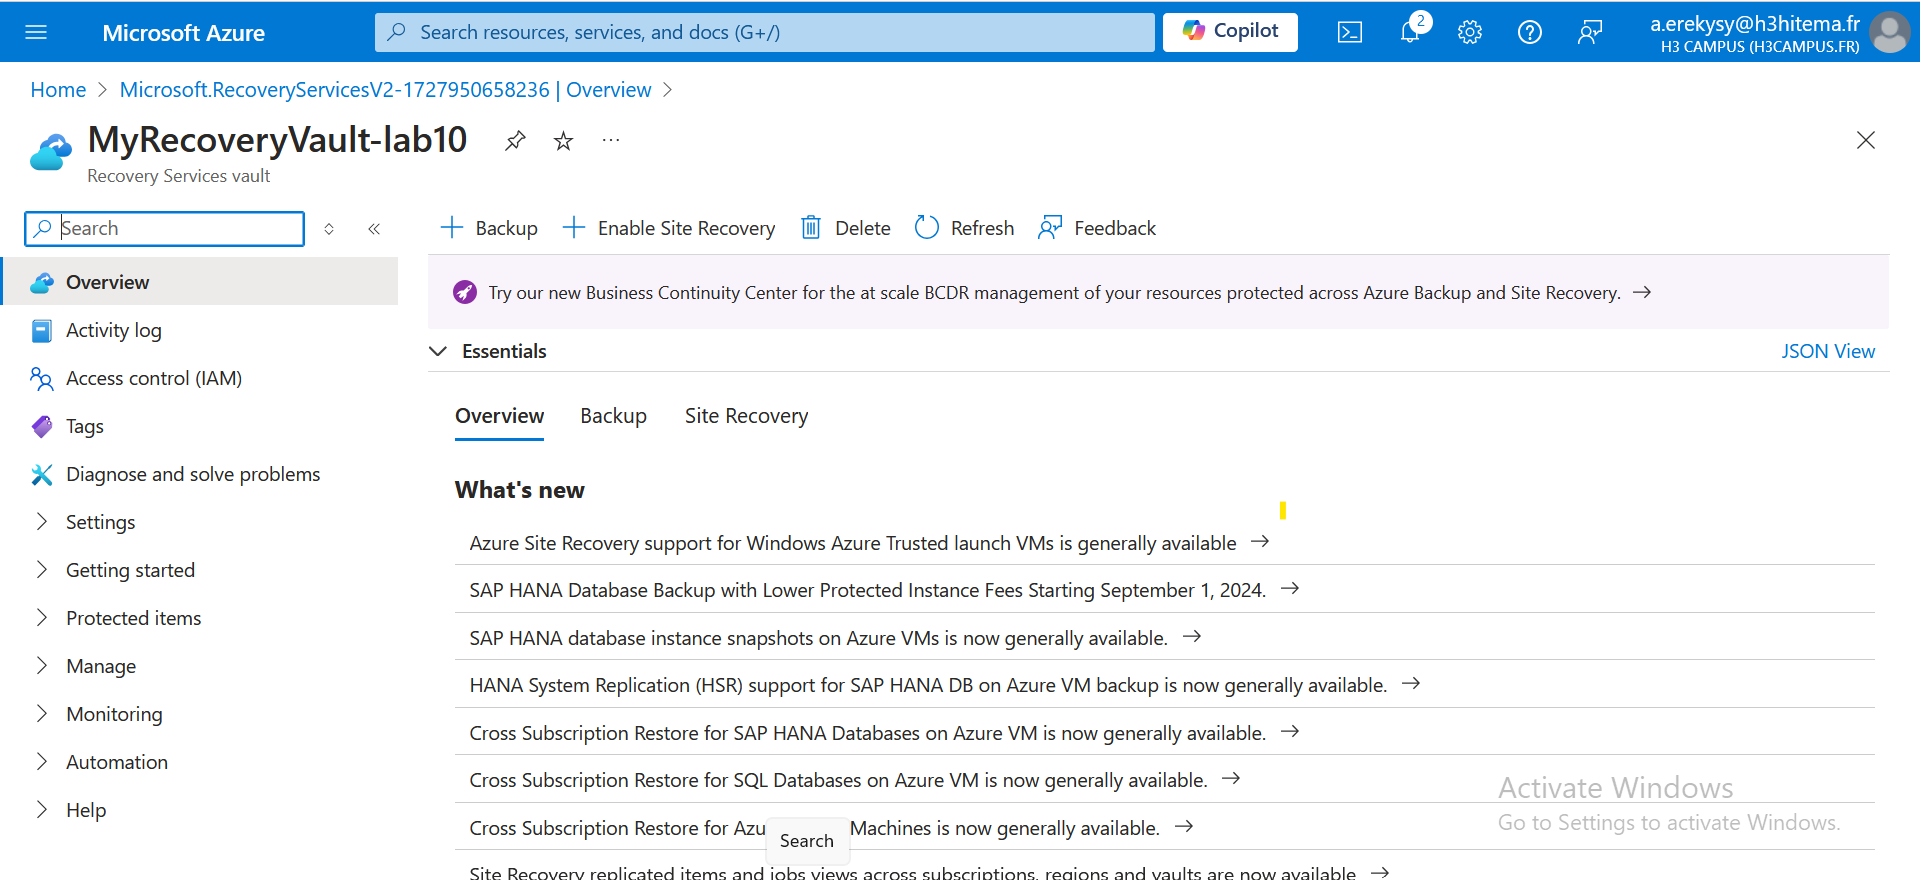 Microsoft Azure
Search resources, services, and docs (G+/)
Copilot
2
a.erekysy@h3hitema.fr
H3 CAMPUS (H3CAMPUS.FR)
Home
Microsoft.RecoveryServicesV2-1727950658236 | Overview
MyRecoveryVault-lab10
Recovery Services vault
Search
Backup
Enable Site Recovery
Delete
Refresh
Feedback
Overview
Activity log
Access control (IAM)
Tags
Diagnose and solve problems
Settings
Getting started
Protected items
Manage
Monitoring
Automation
Help
Try our new Business Continuity Center for the at scale BCDR management of your resources protected across Azure Backup and Site Recovery.
Essentials
JSON View
Overview Backup Site Recovery
What's new
Azure Site Recovery support for Windows Azure Trusted launch VMs is generally available
SAP HANA Database Backup with Lower Protected Instance Fees Starting September 1, 2024.
SAP HANA database instance snapshots on Azure VMs is now generally available.
HANA System Replication (HSR) support for SAP HANA DB on Azure VM backup is now generally available.
Cross Subscription Restore for SAP HANA Databases on Azure VM is now generally available.
Cross Subscription Restore for SQL Databases on Azure VM is now generally available.
Cross Subscription Restore for Azu Machines is now generally available.
Search
Site Recovery replicated items and jobs views across subscriptions, regions and vaults are now available
Activate Windows
Go to Settings to activate Windows.